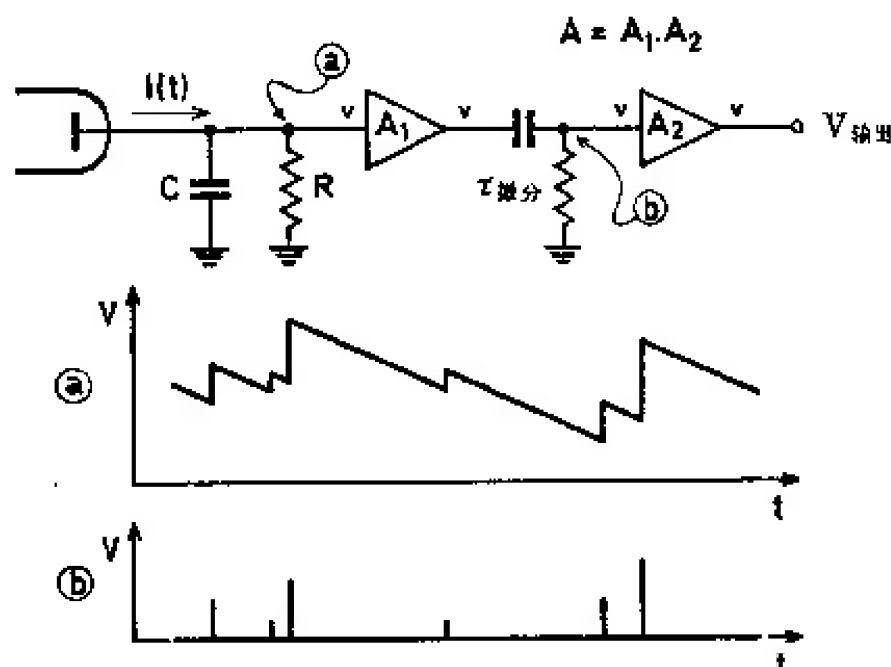 A = A₁.A₂
ⓐ
I(t)
v A₁ v v A₂ v V输出
C R τ微分 ⓑ
V
ⓐ
t
V
ⓑ
t